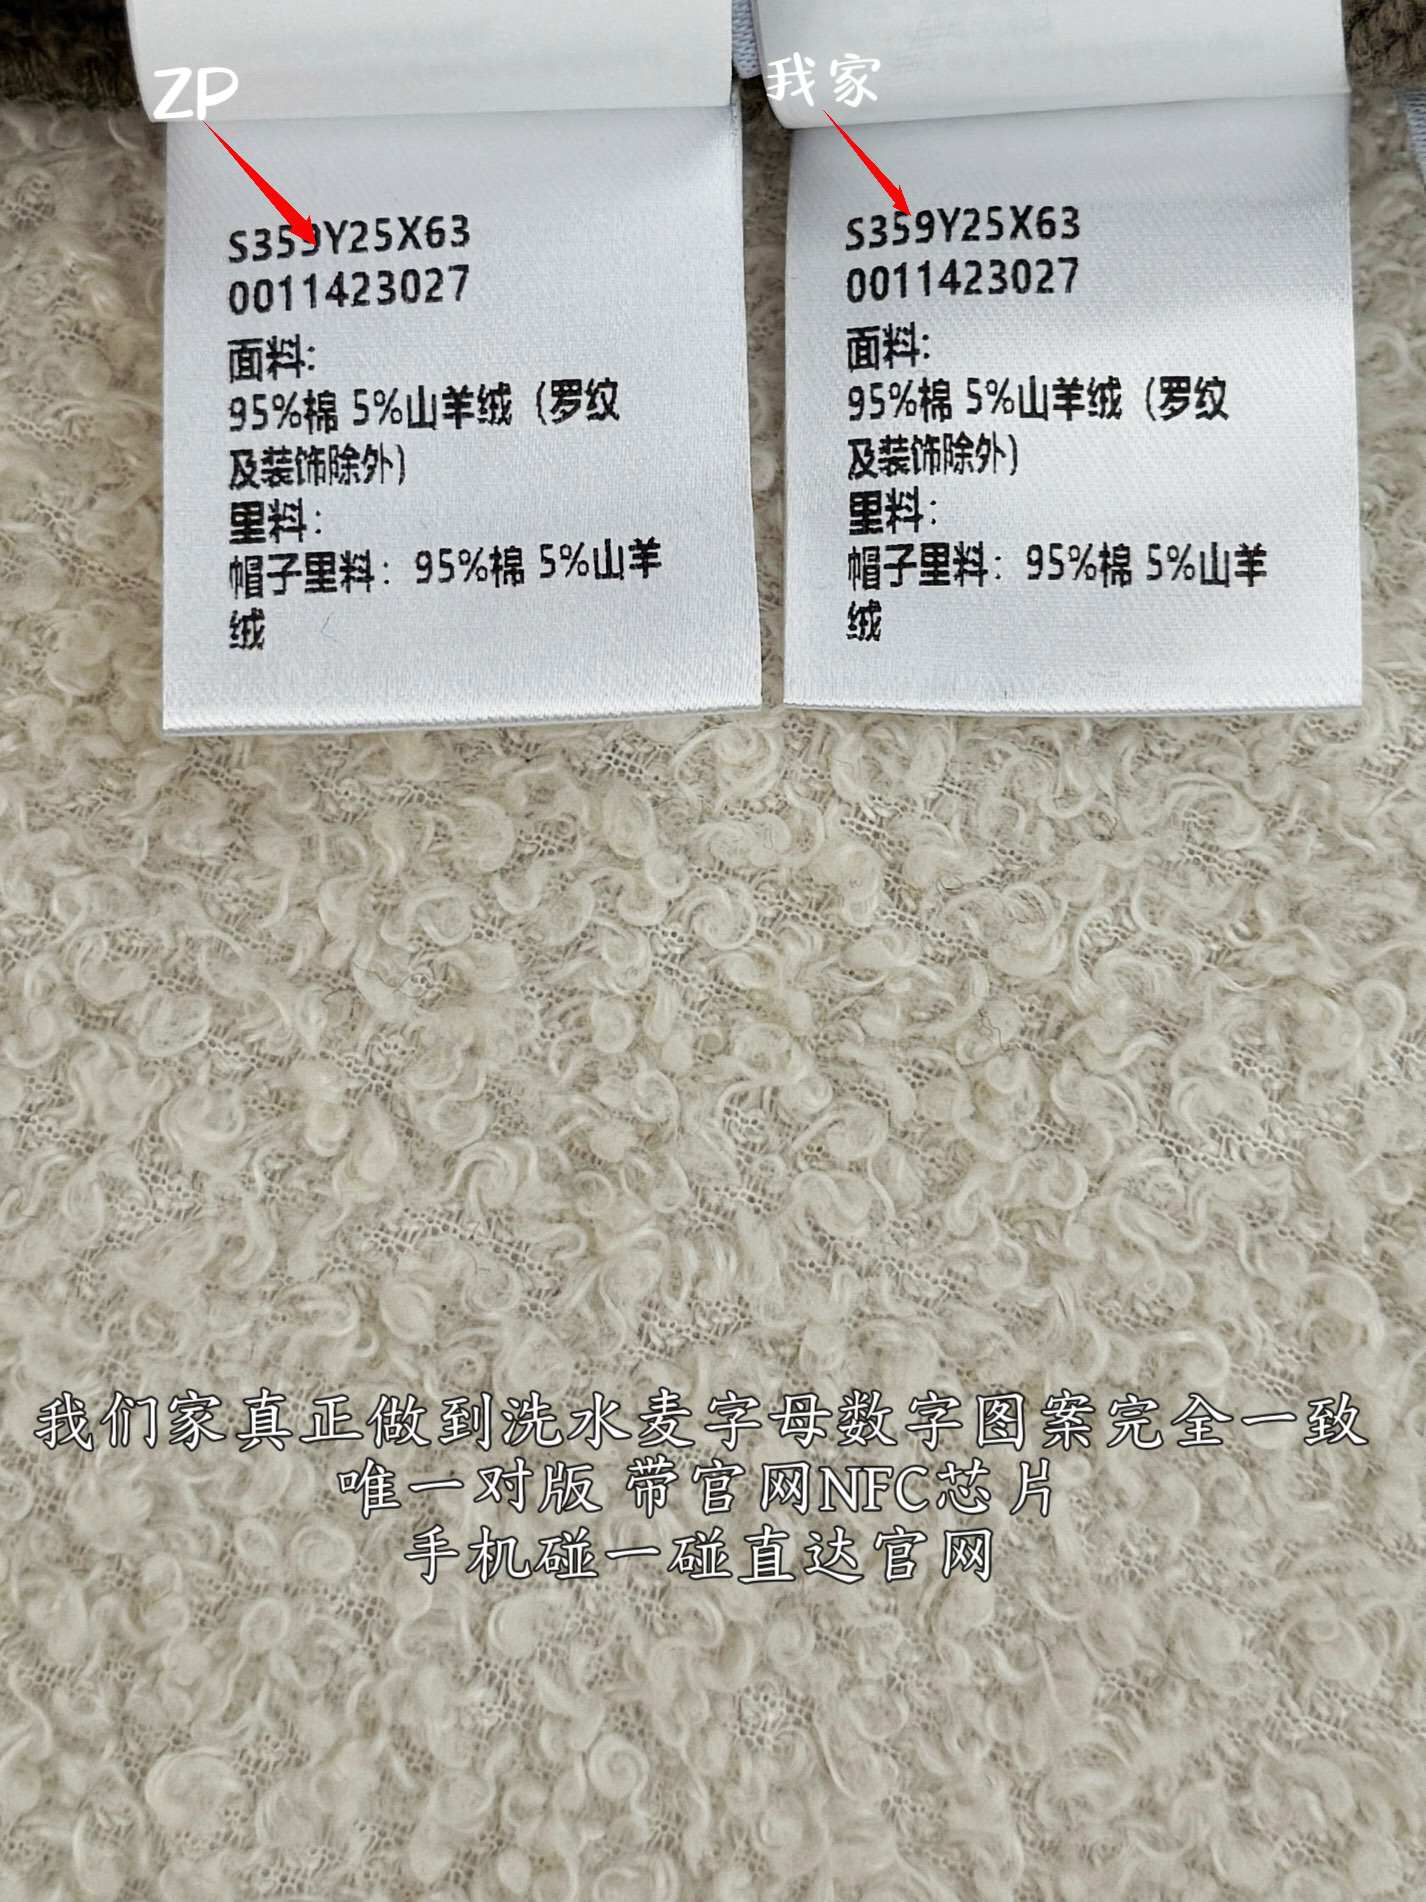 ZP
S359Y25X63
0011423027
面料：
95%棉 5%山羊绒（罗纹
及装饰除外）
里料：
帽子里料：95%棉 5%山羊
绒
我家
S359Y25X63
0011423027
面料：
95%棉 5%山羊绒（罗纹
及装饰除外）
里料：
帽子里料：95%棉 5%山羊
绒
我们家真正做到洗水麦字母数字图案完全一致
唯一对版 带官网NFC芯片
手机碰一碰直达官网